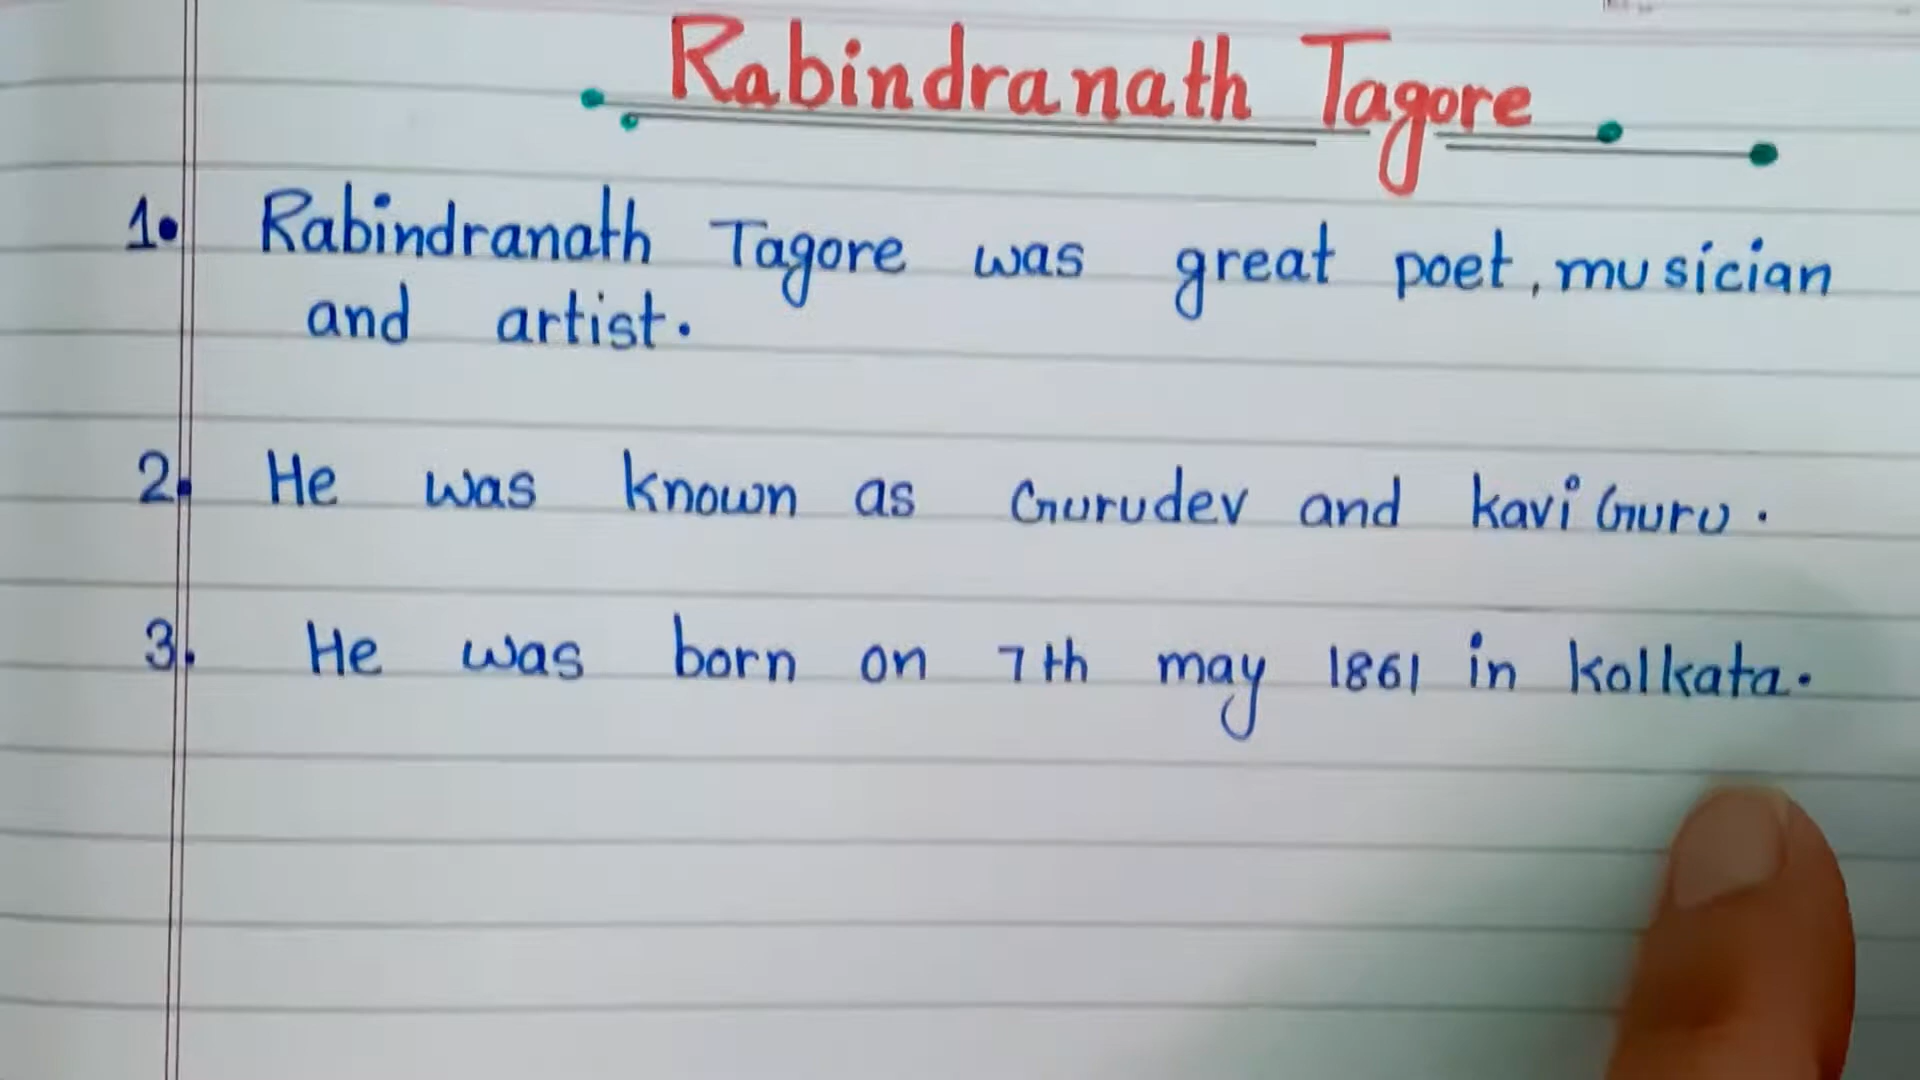 Rabindranath Tagore
1. Rabindranath Tagore was great poet, musician
and artist.
2. He was known as Gurudev and kavi Guru.
3. He was born on 7th may 1861 in kolkata.